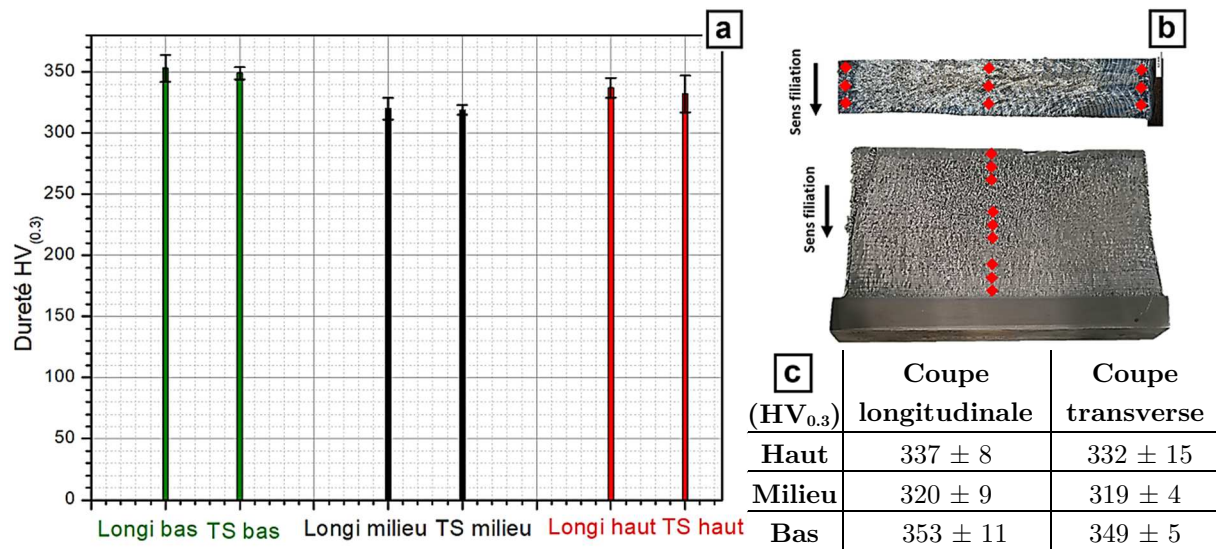 a
Dureté HV(0.3)
350
300
250
200
150
100
50
0
Longi bas TS bas Longi milieu TS milieu Longi haut TS haut
b
Sens filiation
Sens filiation
c
(HV0.3) Coupe longitudinale Coupe transverse
Haut 337 ± 8 332 ± 15
Milieu 320 ± 9 319 ± 4
Bas 353 ± 11 349 ± 5